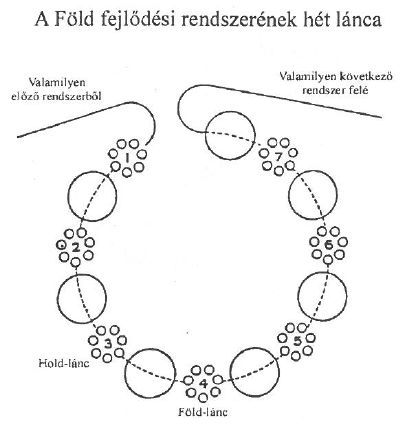 A Föld fejlődési rendszerének hét lánca
Valamilyen
előző rendszerből
Valamilyen következő
rendszer felé
1
7
2
6
3
5
Hold-lánc
4
Föld-lánc